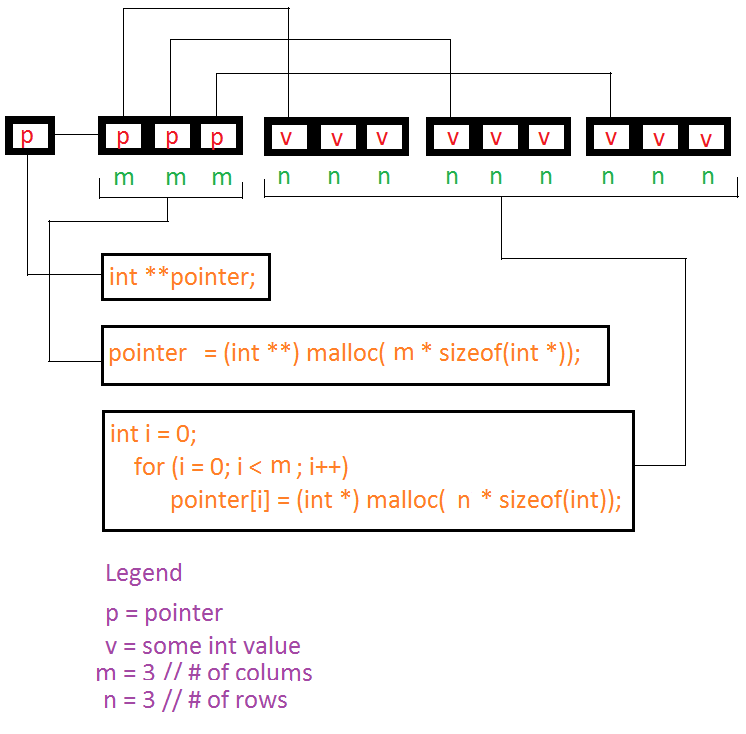 p p p p v v v v v v v v v
m m m n n n n n n n n n
int **pointer;
pointer = (int **) malloc( m * sizeof(int *));
int i = 0;
for (i = 0; i < m ; i++)
pointer[i] = (int *) malloc( n * sizeof(int));
Legend
p = pointer
v = some int value
m = 3 // # of colums
n = 3 // # of rows